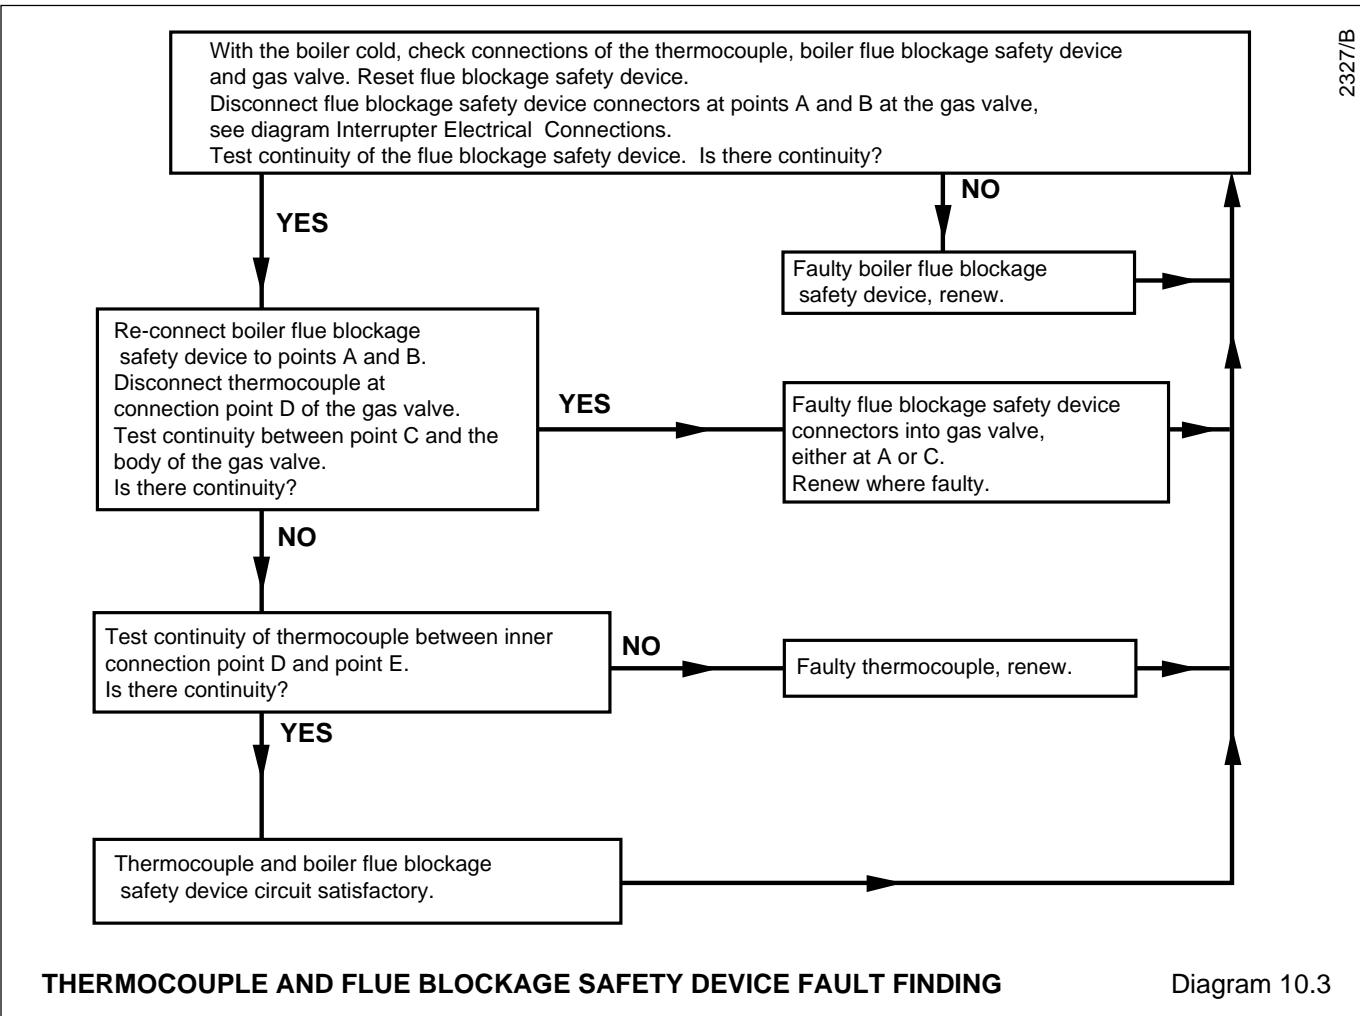 2327/B
With the boiler cold, check connections of the thermocouple, boiler flue blockage safety device
and gas valve. Reset flue blockage safety device.
Disconnect flue blockage safety device connectors at points A and B at the gas valve,
see diagram Interrupter Electrical Connections.
Test continuity of the flue blockage safety device. Is there continuity?
YES
NO
Faulty boiler flue blockage
safety device, renew.
Re-connect boiler flue blockage
safety device to points A and B.
Disconnect thermocouple at
connection point D of the gas valve.
Test continuity between point C and the
body of the gas valve.
Is there continuity?
YES
Faulty flue blockage safety device
connectors into gas valve,
either at A or C.
Renew where faulty.
NO
Test continuity of thermocouple between inner
connection point D and point E.
Is there continuity?
NO
Faulty thermocouple, renew.
YES
Thermocouple and boiler flue blockage
safety device circuit satisfactory.
THERMOCOUPLE AND FLUE BLOCKAGE SAFETY DEVICE FAULT FINDING
Diagram 10.3